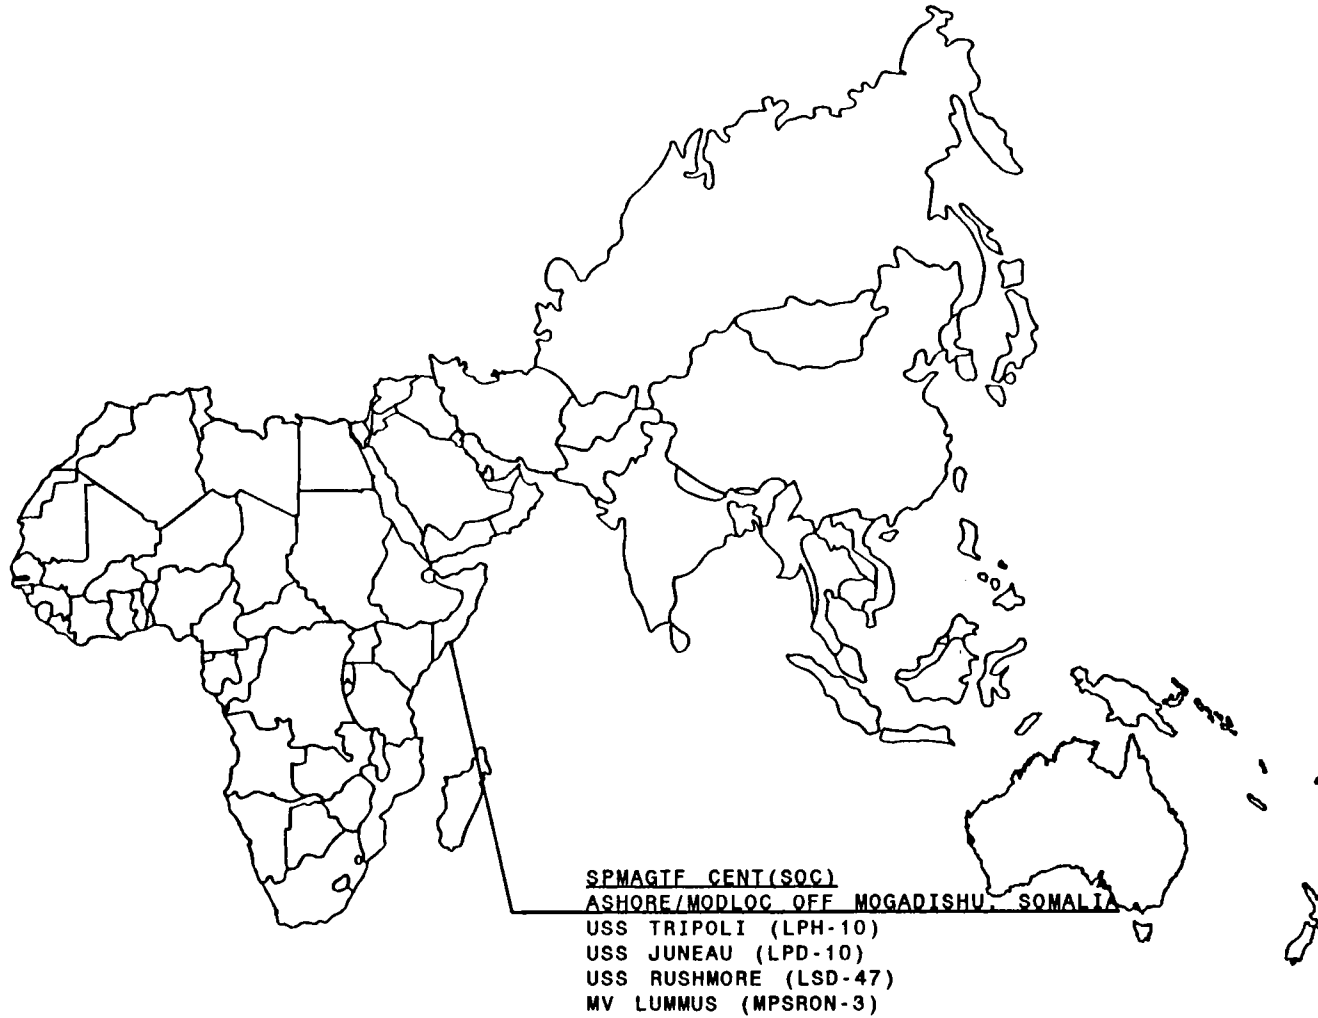 SPMAGTF CENT(SOC)
ASHORE/MODLOC OFF MOGADISHU, SOMALIA
USS TRIPOLI (LPH-10)
USS JUNEAU (LPD-10)
USS RUSHMORE (LSD-47)
MV LUMMUS (MPSRON-3)